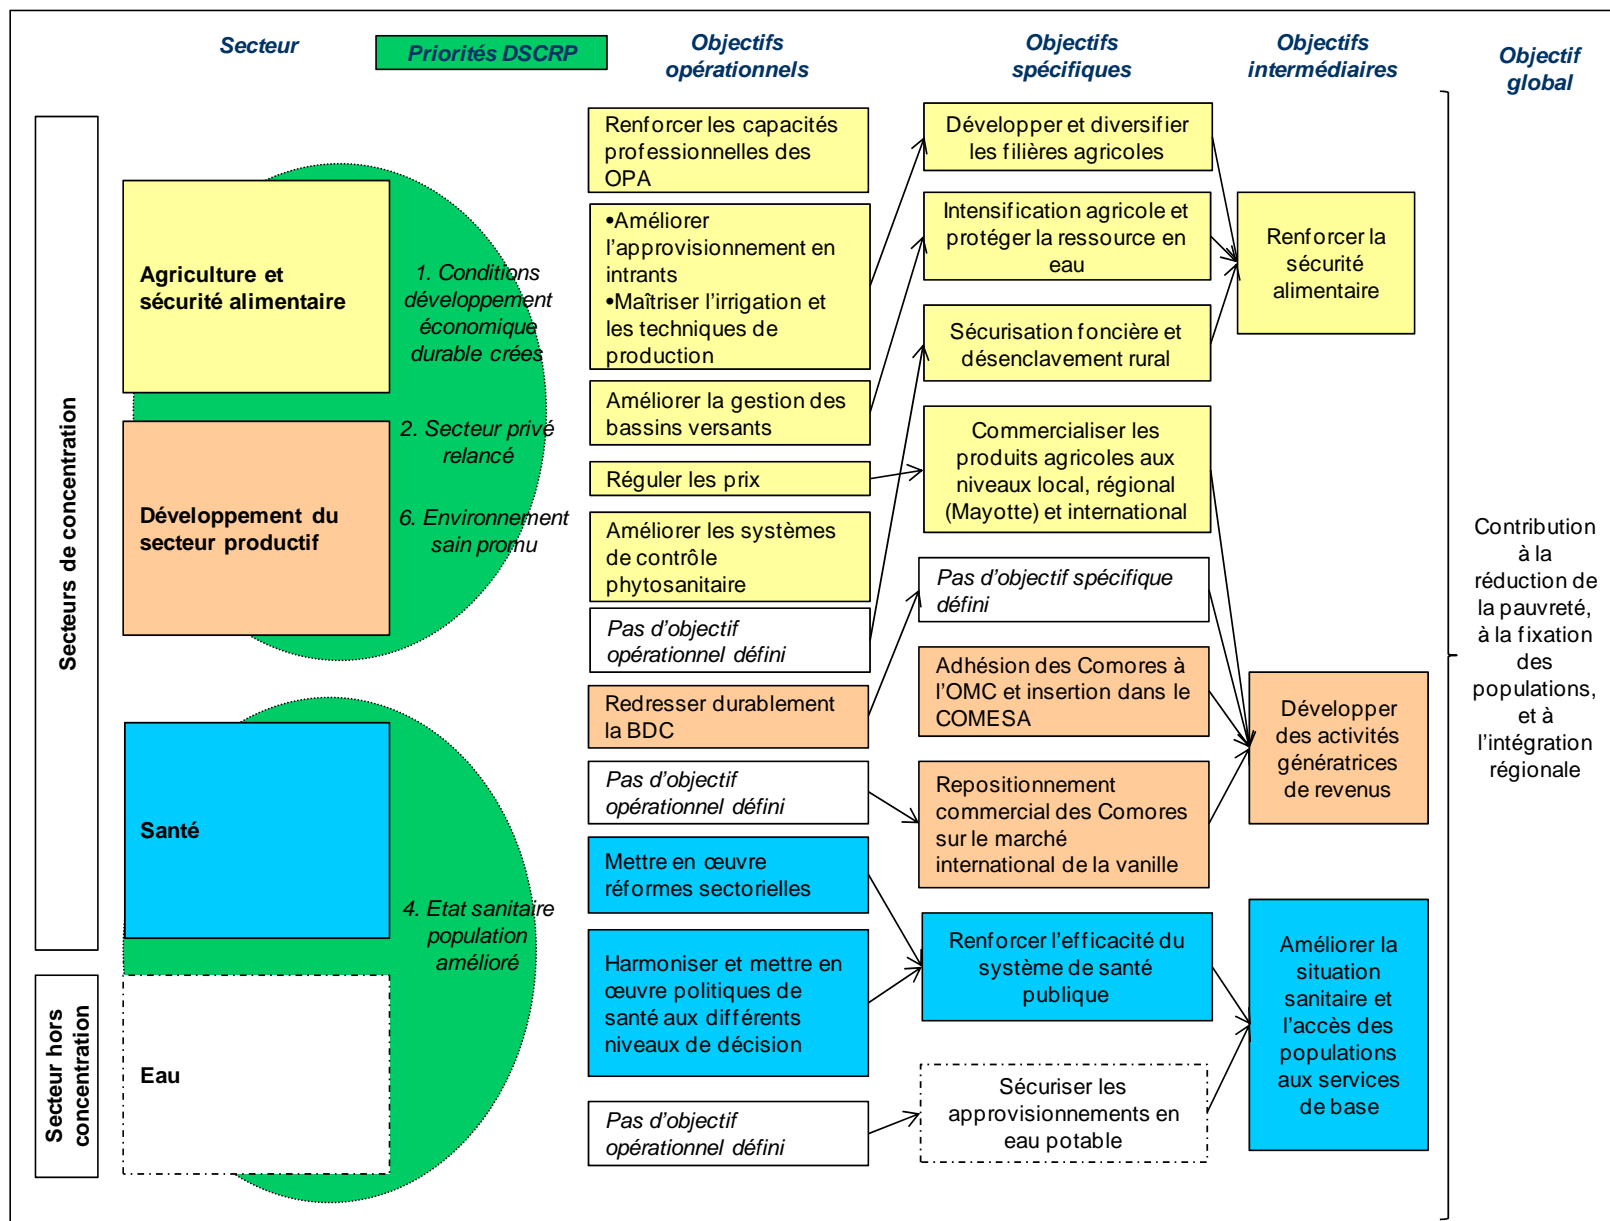 Secteur
Priorités DSCRP
Objectifs
opérationnels
Objectifs
spécifiques
Objectifs
intermédiaires
Objectif
global
Secteurs de concentration
Secteur hors
concentration
Agriculture et
sécurité alimentaire
Développement du
secteur productif
Santé
Eau
1. Conditions
développement
économique
durable crées
2. Secteur privé
relancé
6. Environnement
sain promu
4. Etat sanitaire
population
amélioré
Renforcer les capacités
professionnelles des
OPA
•Améliorer
l’approvisionnement en
intrants
•Maîtriser l’irrigation et
les techniques de
production
Améliorer la gestion des
bassins versants
Réguler les prix
Améliorer les systèmes
de contrôle
phytosanitaire
Pas d’objectif
opérationnel défini
Redresser durablement
la BDC
Pas d’objectif
opérationnel défini
Mettre en œuvre
réformes sectorielles
Harmoniser et mettre en
œuvre politiques de
santé aux différents
niveaux de décision
Pas d’objectif
opérationnel défini
Développer et diversifier
les filières agricoles
Intensification agricole et
protéger la ressource en
eau
Sécurisation foncière et
désenclavement rural
Commercialiser les
produits agricoles aux
niveaux local, régional
(Mayotte) et international
Pas d’objectif spécifique
défini
Adhésion des Comores à
l’OMC et insertion dans le
COMESA
Repositionnement
commercial des Comores
sur le marché
international de la vanille
Renforcer l’efficacité du
système de santé
publique
Sécuriser les
approvisionnements en
eau potable
Renforcer la
sécurité
alimentaire
Développer
des activités
génératrices
de revenus
Améliorer la
situation
sanitaire et
l’accès des
populations
aux services
de base
Contribution
à la
réduction de
la pauvreté,
à la fixation
des
populations,
et à
l’intégration
régionale